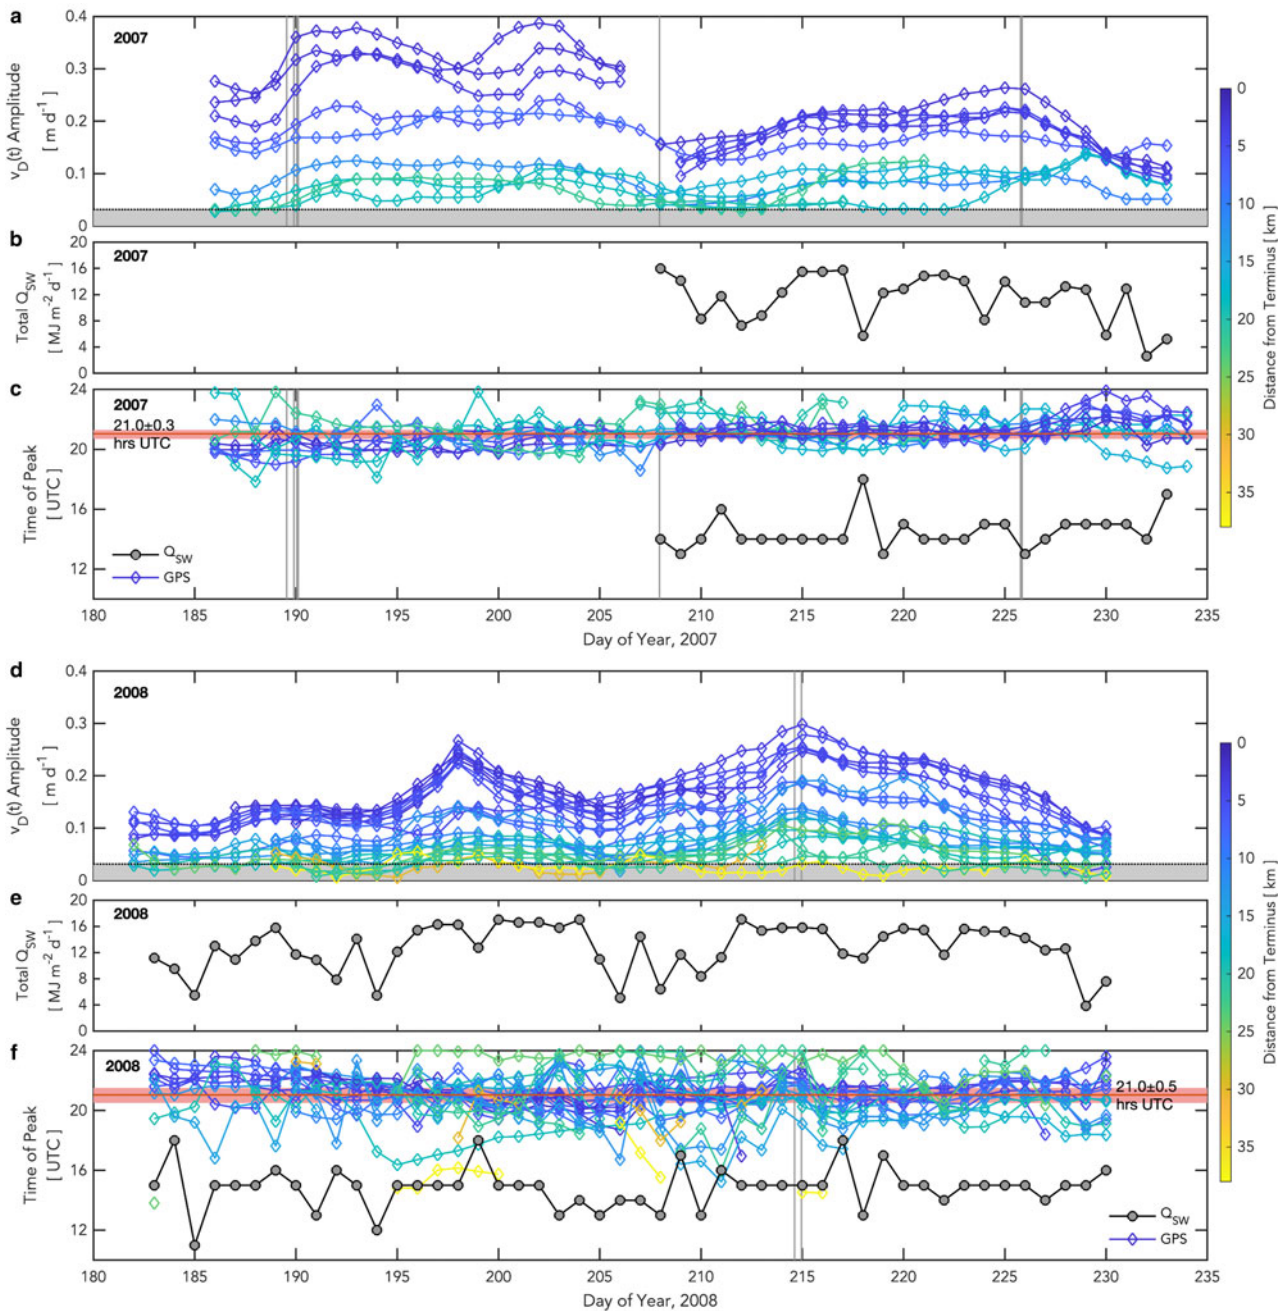 a
2007
0.4
0.3
0.2
0.1
0
v_D(t) Amplitude
[ m d⁻¹ ]
b
2007
20
16
12
8
4
0
Total Q_SW
[ MJ m⁻² d⁻¹ ]
c
2007
21.0±0.3
hrs UTC
24
20
16
12
Time of Peak
[ UTC ]
Q_SW
GPS
180 185 190 195 200 205 210 215 220 225 230 235
Day of Year, 2007
0
5
10
15
20
25
30
35
Distance from Terminus [ km ]
d
2008
0.4
0.3
0.2
0.1
0
v_D(t) Amplitude
[ m d⁻¹ ]
e
2008
20
16
12
8
4
0
Total Q_SW
[ MJ m⁻² d⁻¹ ]
f
2008
21.0±0.5
hrs UTC
24
20
16
12
Time of Peak
[ UTC ]
Q_SW
GPS
180 185 190 195 200 205 207 210 215 220 225 230 235
Day of Year, 2008
0
5
10
15
20
25
30
35
Distance from Terminus [ km ]